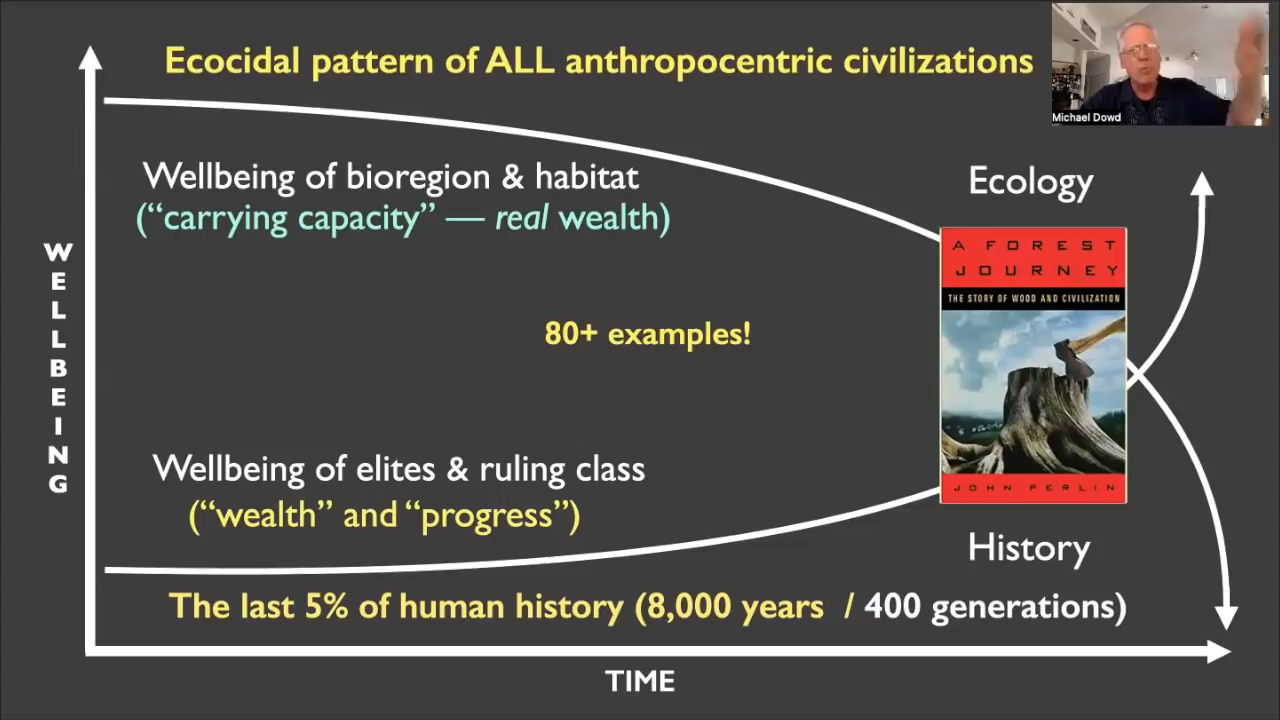 Ecocidal pattern of ALL anthropocentric civilizations
Michael Dowd
Wellbeing of bioregion & habitat
(“carrying capacity” — real wealth)
Ecology
WELLBEING
A FOREST
JOURNEY
THE STORY OF WOOD AND CIVILIZATION
80+ examples!
Wellbeing of elites & ruling class
(“wealth” and “progress”)
JOHN PERLIN
History
The last 5% of human history (8,000 years / 400 generations)
TIME